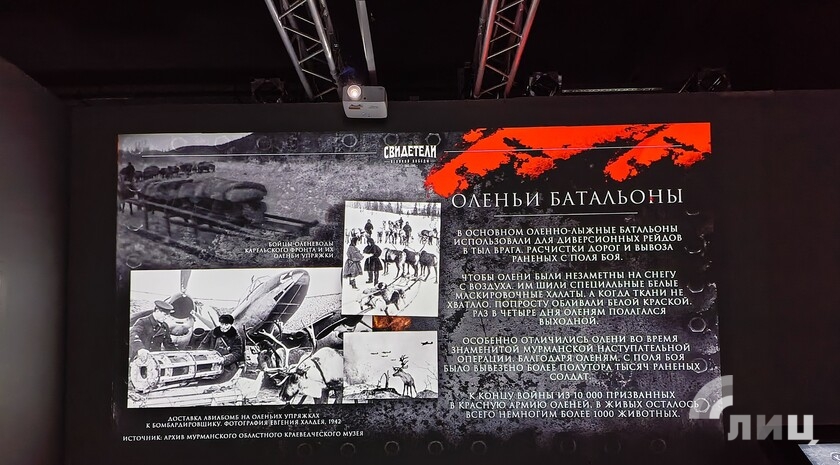 СВИДЕТЕЛИ
ВЕЛИКОЙ ПОБЕДЫ
ОЛЕНЬИ БАТАЛЬОНЫ
В ОСНОВНОМ ОЛЕННО-ЛЫЖНЫЕ БАТАЛЬОНЫ
ИСПОЛЬЗОВАЛИ ДЛЯ ДИВЕРСИОННЫХ РЕЙДОВ
В ТЫЛ ВРАГА, РАСЧИСТКИ ДОРОГ И ВЫВОЗА
РАНЕНЫХ С ПОЛЯ БОЯ.
ЧТОБЫ ОЛЕНИ БЫЛИ НЕЗАМЕТНЫ НА СНЕГУ
С ВОЗДУХА, ИМ ШИЛИ СПЕЦИАЛЬНЫЕ БЕЛЫЕ
МАСКИРОВОЧНЫЕ ХАЛАТЫ, А КОГДА ТКАНИ НЕ
ХВАТАЛО, ПОПРОСТУ ОБЛИВАЛИ БЕЛОЙ КРАСКОЙ.
РАЗ В ЧЕТЫРЕ ДНЯ ОЛЕНЯМ ПОЛАГАЛСЯ
ВЫХОДНОЙ.
ОСОБЕННО ОТЛИЧИЛИСЬ ОЛЕНИ ВО ВРЕМЯ
ЗНАМЕНИТОЙ МУРМАНСКОЙ НАСТУПАТЕЛЬНОЙ
ОПЕРАЦИИ. БЛАГОДАРЯ ОЛЕНЯМ, С ПОЛЯ БОЯ
БЫЛО ВЫВЕЗЕНО БОЛЕЕ ПОЛУТОРА ТЫСЯЧ РАНЕНЫХ
СОЛДАТ.
К КОНЦУ ВОЙНЫ ИЗ 10 000 ПРИЗВАННЫХ
В КРАСНУЮ АРМИЮ ОЛЕНЕЙ, В ЖИВЫХ ОСТАЛОСЬ
ВСЕГО НЕМНОГИМ БОЛЕЕ 1000 ЖИВОТНЫХ.
БОЙЦЫ-ОЛЕНЕВОДЫ
КАРЕЛЬСКОГО ФРОНТА И ИХ
ОЛЕНЬИ УПРЯЖКИ
ДОСТАВКА АВИАБОМБ НА ОЛЕНЬИХ УПРЯЖКАХ
К БОМБАРДИРОВЩИКУ. ФОТОГРАФИЯ ЕВГЕНИЯ ХАЛДЕЯ, 1942
ИСТОЧНИК: АРХИВ МУРМАНСКОГО ОБЛАСТНОГО КРАЕВЕДЧЕСКОГО МУЗЕЯ
ЛИЦ